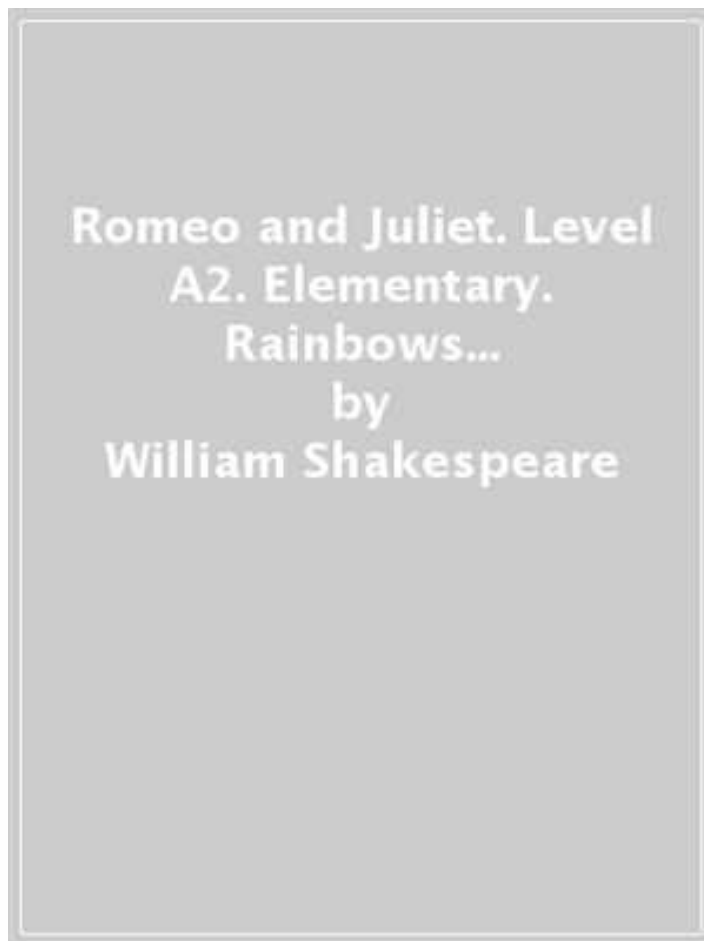 Romeo and Juliet. Level
A2. Elementary.
Rainbows...
by
William Shakespeare